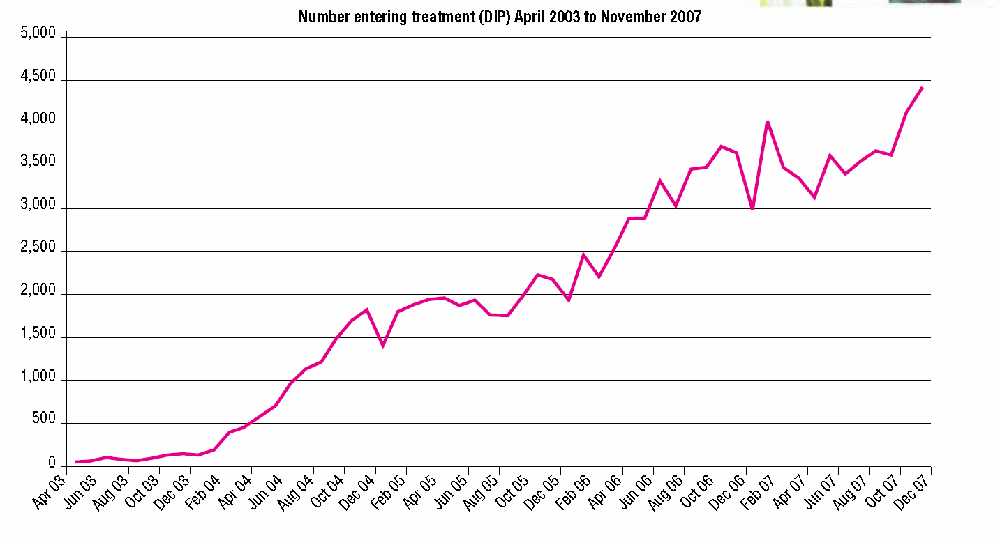 Number entering treatment (DIP) April 2003 to November 2007
5,000
4,500
4,000
3,500
3,000
2,500
2,000
1,500
1,000
500
0
Apr 03
Jun 03
Aug 03
Oct 03
Dec 03
Feb 04
Apr 04
Jun 04
Aug 04
Oct 04
Dec 04
Feb 05
Apr 05
Jun 05
Aug 05
Oct 05
Dec 05
Feb 06
Apr 06
Jun 06
Aug 06
Oct 06
Dec 06
Feb 07
Apr 07
Jun 07
Aug 07
Oct 07
Dec 07